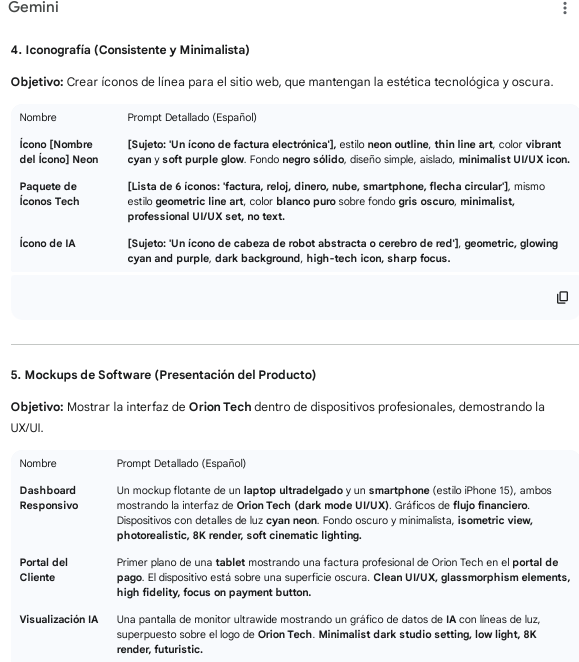 Gemini
4. Iconografía (Consistente y Minimalista)
Objetivo: Crear íconos de línea para el sitio web, que mantengan la estética tecnológica y oscura.
Nombre Prompt Detallado (Español)
Ícono [Nombre del Ícono] Neon
[Sujeto: 'Un ícono de factura electrónica'], estilo neon outline, thin line art, color vibrant
cyan y soft purple glow. Fondo negro sólido, diseño simple, aislado, minimalist UI/UX icon.
Paquete de Íconos Tech
[Lista de 6 íconos: 'factura, reloj, dinero, nube, smartphone, flecha circular'], mismo
estilo geometric line art, color blanco puro sobre fondo gris oscuro, minimalist,
professional UI/UX set, no text.
Ícono de IA
[Sujeto: 'Un ícono de cabeza de robot abstracta o cerebro de red'], geometric, glowing
cyan and purple, dark background, high-tech icon, sharp focus.
5. Mockups de Software (Presentación del Producto)
Objetivo: Mostrar la interfaz de Orion Tech dentro de dispositivos profesionales, demostrando la
UX/UI.
Nombre Prompt Detallado (Español)
Dashboard Responsivo
Un mockup flotante de un laptop ultradelgado y un smartphone (estilo iPhone 15), ambos
mostrando la interfaz de Orion Tech (dark mode UI/UX). Gráficos de flujo financiero.
Dispositivos con detalles de luz cyan neon. Fondo oscuro y minimalista, isometric view,
photorealistic, 8K render, soft cinematic lighting.
Portal del Cliente
Primer plano de una tablet mostrando una factura profesional de Orion Tech en el portal de
pago. El dispositivo está sobre una superficie oscura. Clean UI/UX, glassmorphism elements,
high fidelity, focus on payment button.
Visualización IA
Una pantalla de monitor ultrawide mostrando un gráfico de datos de IA con líneas de luz,
superpuesto sobre el logo de Orion Tech. Minimalist dark studio setting, low light, 8K
render, futuristic.